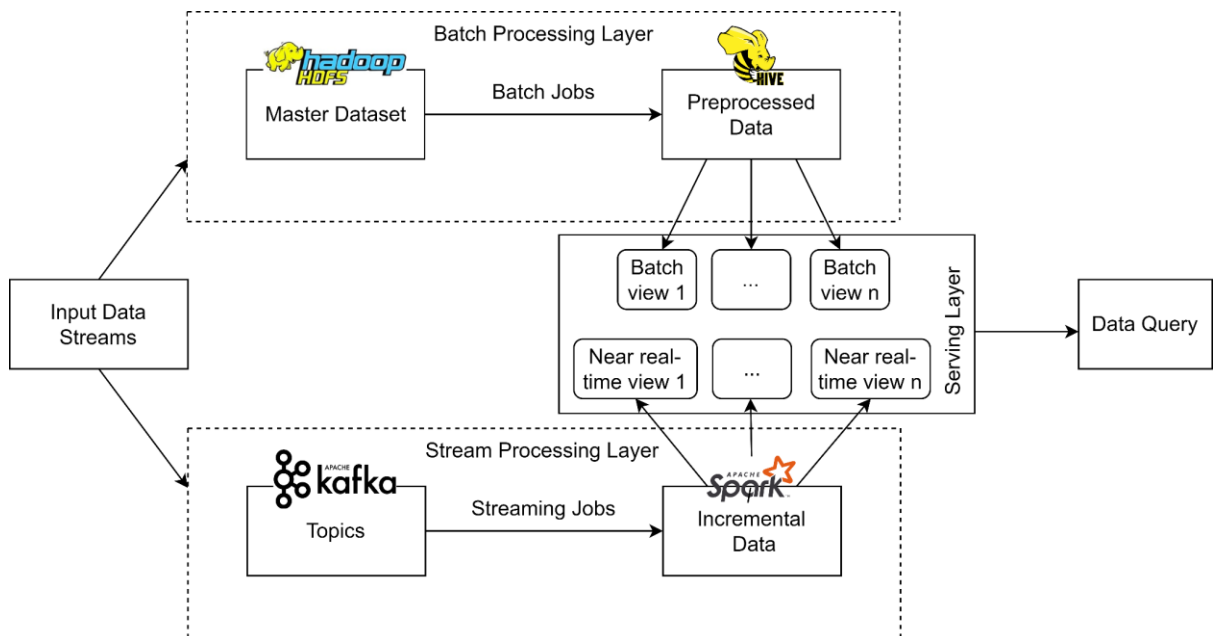 Batch Processing Layer
hadoop
HDFS
Master Dataset
Batch Jobs
HIVE
Preprocessed
Data
Input Data
Streams
Batch
view 1
...
Batch
view n
Near real-
time view 1
...
Near real-
time view n
Serving Layer
Data Query
Stream Processing Layer
APACHE
kafka
Topics
Streaming Jobs
APACHE
Spark
Incremental
Data